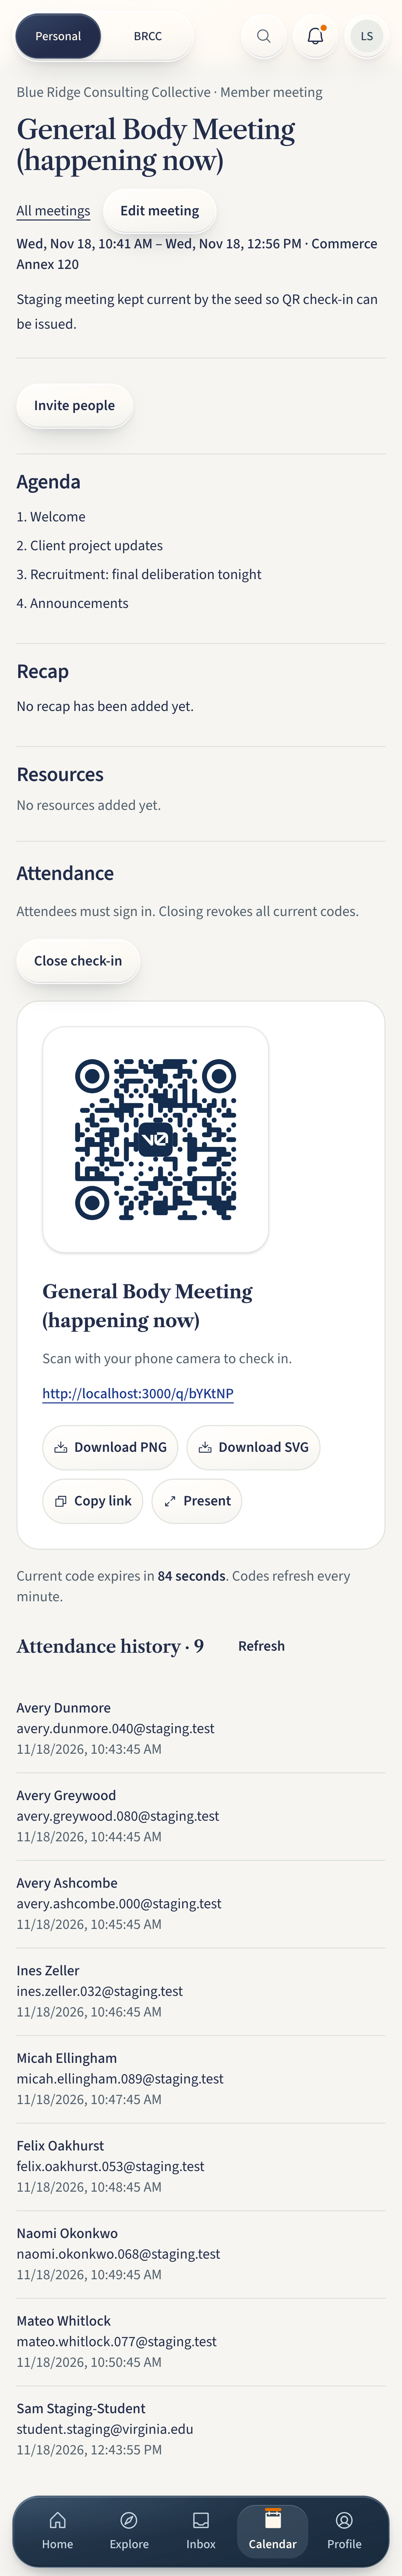 Personal
BRCC
LS
Blue Ridge Consulting Collective · Member meeting
General Body Meeting
(happening now)
All meetings
Edit meeting
Wed, Nov 18, 10:41 AM – Wed, Nov 18, 12:56 PM · Commerce
Annex 120
Staging meeting kept current by the seed so QR check-in can
be issued.
Invite people
Agenda
1. Welcome
2. Client project updates
3. Recruitment: final deliberation tonight
4. Announcements
Recap
No recap has been added yet.
Resources
No resources added yet.
Attendance
Attendees must sign in. Closing revokes all current codes.
Close check-in
General Body Meeting
(happening now)
Scan with your phone camera to check in.
http://localhost:3000/q/bYKtNP
Download PNG
Download SVG
Copy link
Present
Current code expires in 84 seconds. Codes refresh every
minute.
Attendance history · 9
Refresh
Avery Dunmore
avery.dunmore.040@staging.test
11/18/2026, 10:43:45 AM
Avery Greywood
avery.greywood.080@staging.test
11/18/2026, 10:44:45 AM
Avery Ashcombe
avery.ashcombe.000@staging.test
11/18/2026, 10:45:45 AM
Ines Zeller
ines.zeller.032@staging.test
11/18/2026, 10:46:45 AM
Micah Ellingham
micah.ellingham.089@staging.test
11/18/2026, 10:47:45 AM
Felix Oakhurst
felix.oakhurst.053@staging.test
11/18/2026, 10:48:45 AM
Naomi Okonkwo
naomi.okonkwo.068@staging.test
11/18/2026, 10:49:45 AM
Mateo Whitlock
mateo.whitlock.077@staging.test
11/18/2026, 10:50:45 AM
Sam Staging-Student
student.staging@virginia.edu
11/18/2026, 12:43:55 PM
Home
Explore
Inbox
Calendar
Profile